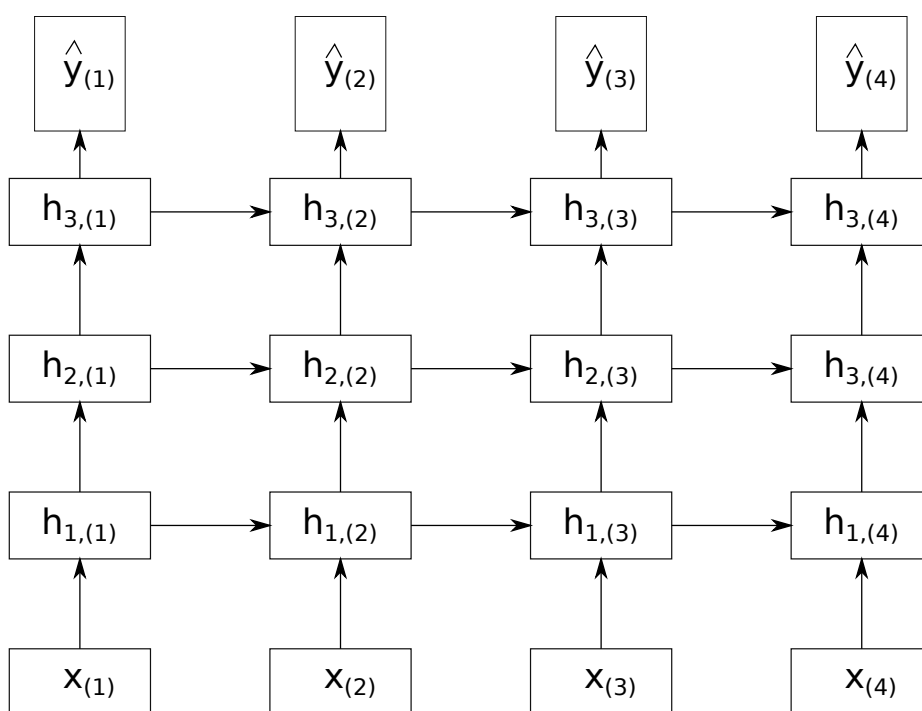 ŷ(1) ŷ(2) ŷ(3) ŷ(4)
h3,(1) h3,(2) h3,(3) h3,(4)
h2,(1) h2,(2) h2,(3) h3,(4)
h1,(1) h1,(2) h1,(3) h1,(4)
x(1) x(2) x(3) x(4)